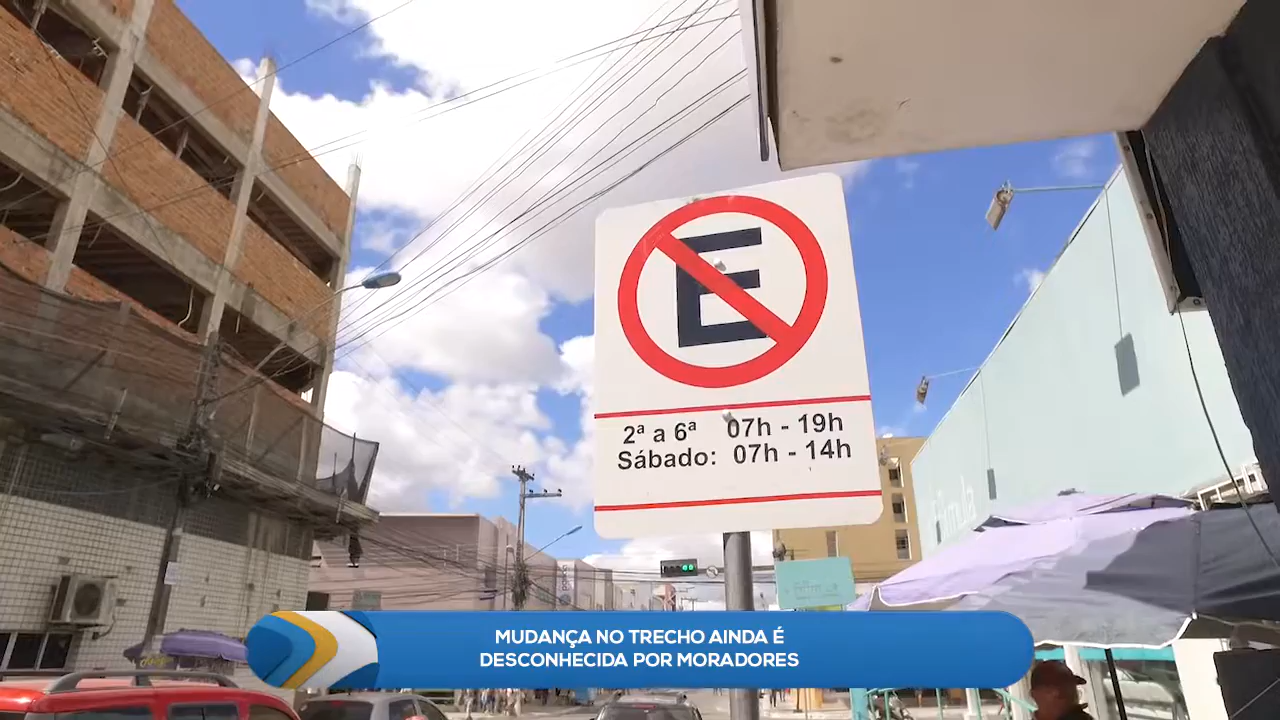 E
2ª a 6ª 07h - 19h
Sábado: 07h - 14h
MUDANÇA NO TRECHO AINDA É
DESCONHECIDA POR MORADORES